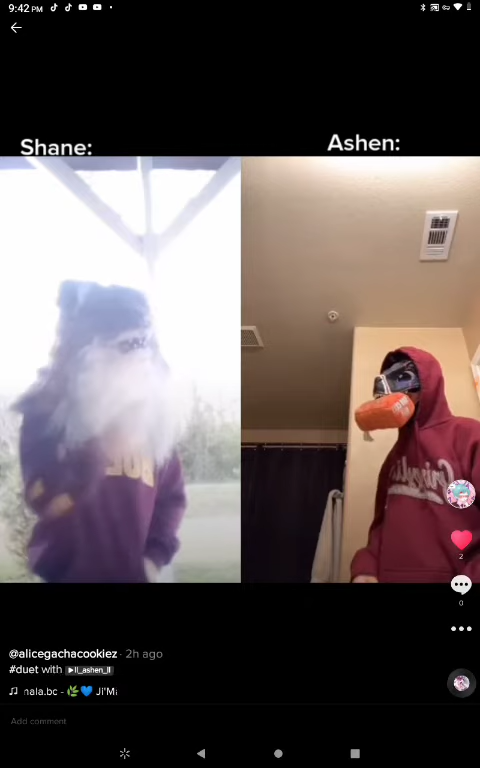 9:42 PM
Shane:
Ashen:
2
0
@alicegachacookiez · 2h ago
#duet with ▶ll_ashen_ll
nala.bc - 🌿💙 Ji'Mi
Add comment